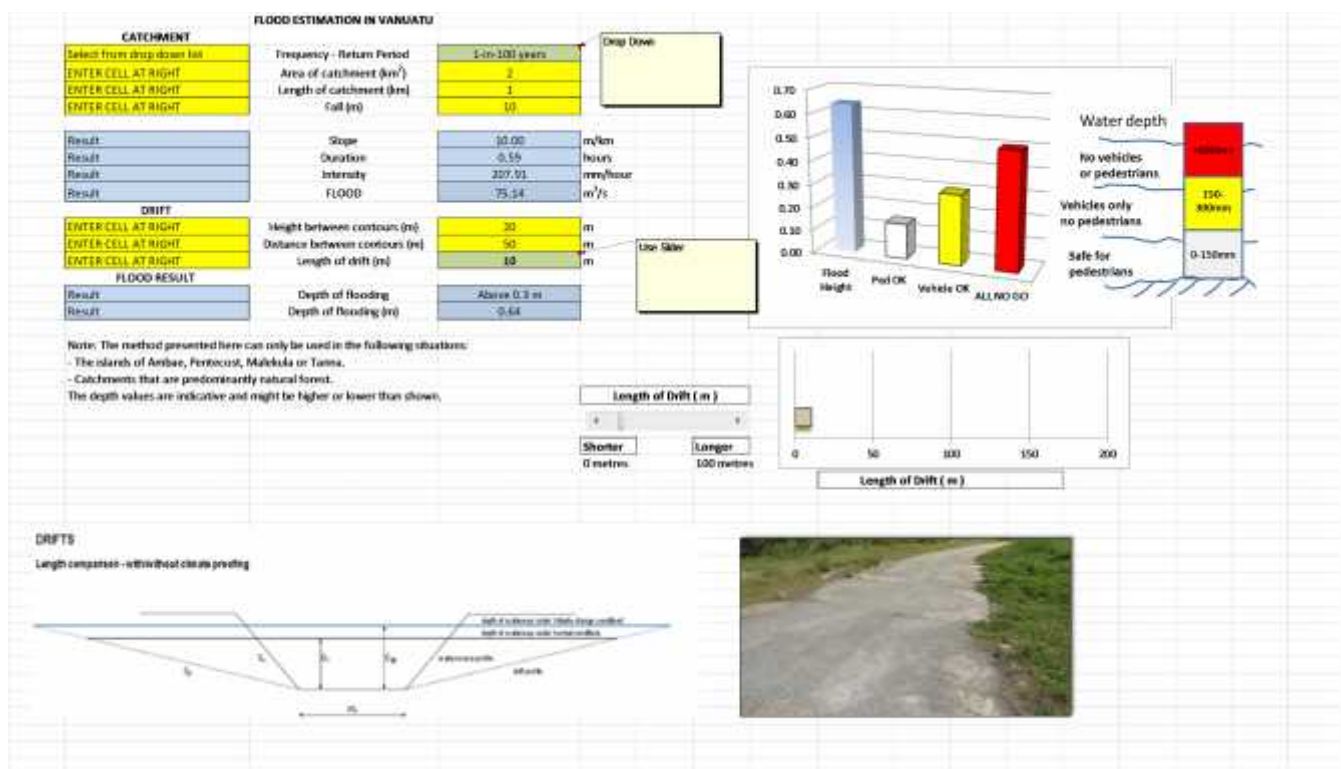 FLOOD ESTIMATION IN VANUATU
CATCHMENT
Select from drop down list Frequency - Return Period 1-in-100 years
ENTER CELL AT RIGHT Area of catchment (km²) 2
ENTER CELL AT RIGHT Length of catchment (km) 1
ENTER CELL AT RIGHT Fall (m) 10
Drop Down
Result Slope 10.00 m/km
Result Duration 0.59 hours
Result Intensity 207.91 mm/hour
Result FLOOD 75.14 m³/s
DRIFT
ENTER CELL AT RIGHT Height between contours (m) 20 m
ENTER CELL AT RIGHT Distance between contours (m) 50 m
ENTER CELL AT RIGHT Length of drift (m) 10 m
Use Slider
FLOOD RESULT
Result Depth of flooding Above 0.3 m
Result Depth of flooding (m) 0.64
0.70
0.60
0.50
0.40
0.30
0.20
0.10
0.00
Flood Height
Ped OK
Vehicle OK
ALL NO GO
Water depth
No vehicles
or pedestrians
150-
300mm
Vehicles only
no pedestrians
Safe for
pedestrians
0-150mm
Note: The method presented here can only be used in the following situations:
- The islands of Ambae, Pentecost, Malekula or Tanna.
- Catchments that are predominantly natural forest.
The depth values are indicative and might be higher or lower than shown.
Length of Drift ( m )
Shorter Longer
0 metres 100 metres
0 50 100 150 200
Length of Drift ( m )
DRIFTS
Length comparison - with/without climate proofing